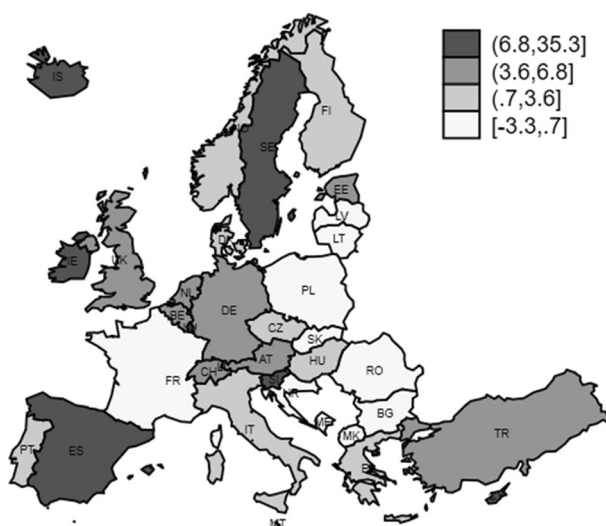 (6.8,35.3]
(3.6,6.8]
(.7,3.6]
[-3.3,.7]
IS
FI
SE
EE
LV
LT
IE
UK
NL
DE
PL
BE
CZ
SK
AT
HU
CH
RO
FR
BG
IT
MK
TR
PT
ES
MT